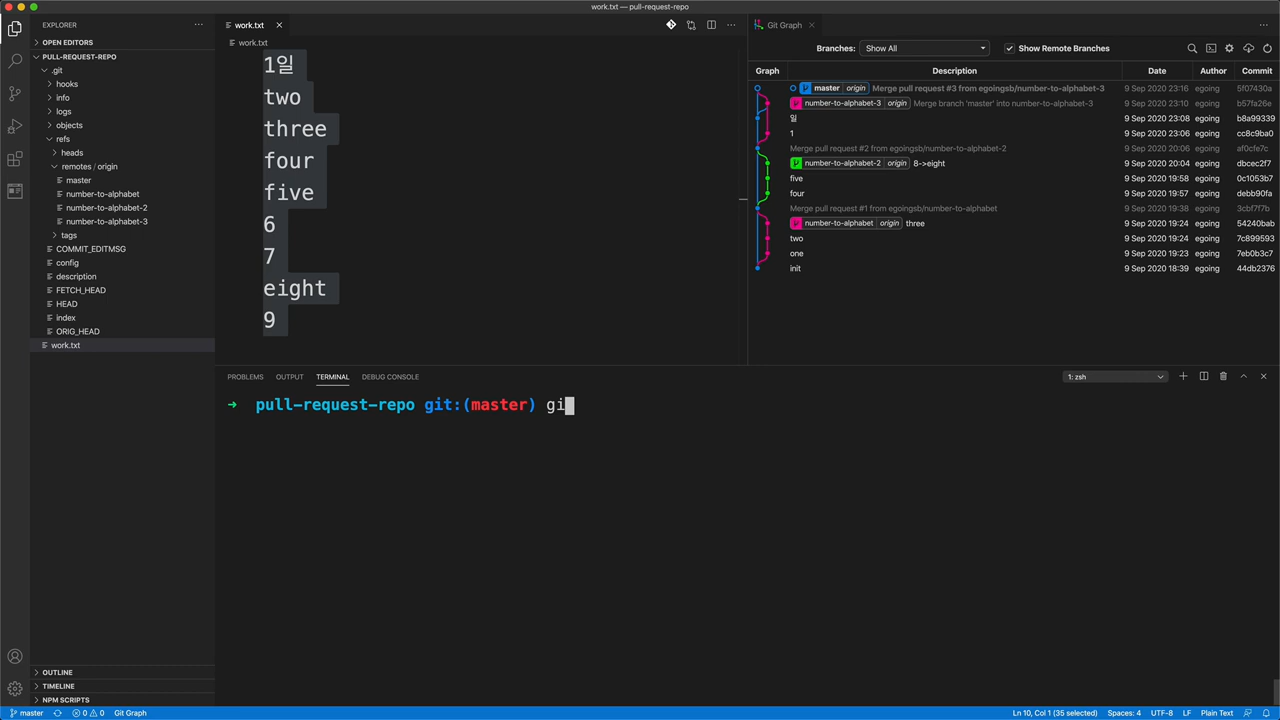 work.txt — pull-request-repo
EXPLORER
OPEN EDITORS
PULL-REQUEST-REPO
.git
hooks
info
logs
objects
refs
heads
remotes / origin
master
number-to-alphabet
number-to-alphabet-2
number-to-alphabet-3
tags
COMMIT_EDITMSG
config
description
FETCH_HEAD
HEAD
index
ORIG_HEAD
work.txt
OUTLINE
TIMELINE
NPM SCRIPTS
work.txt
work.txt
1일
two
three
four
five
6
7
eight
9
Git Graph
Branches: Show All Show Remote Branches
Graph Description Date Author Commit
master origin Merge pull request #3 from egoingsb/number-to-alphabet-3 9 Sep 2020 23:16 egoing 5f07430a
number-to-alphabet-3 origin Merge branch 'master' into number-to-alphabet-3 9 Sep 2020 23:10 egoing b57fa26e
일 9 Sep 2020 23:08 egoing b8a99339
1 9 Sep 2020 23:06 egoing cc8c9ba0
Merge pull request #2 from egoingsb/number-to-alphabet-2 9 Sep 2020 20:06 egoing af0cfe7c
number-to-alphabet-2 origin 8->eight 9 Sep 2020 20:04 egoing dbcec2f7
five 9 Sep 2020 19:58 egoing 0c1053b7
four 9 Sep 2020 19:57 egoing debb90fa
Merge pull request #1 from egoingsb/number-to-alphabet 9 Sep 2020 19:38 egoing 3cbf7f7b
number-to-alphabet origin three 9 Sep 2020 19:24 egoing 54240bab
two 9 Sep 2020 19:24 egoing 7c899593
one 9 Sep 2020 19:23 egoing 7eb0b3c7
init 9 Sep 2020 18:39 egoing 44db2376
PROBLEMS OUTPUT TERMINAL DEBUG CONSOLE 1: zsh
➜ pull-request-repo git:(master) gi
master 0 0 Git Graph Ln 10, Col 1 (35 selected) Spaces: 4 UTF-8 LF Plain Text